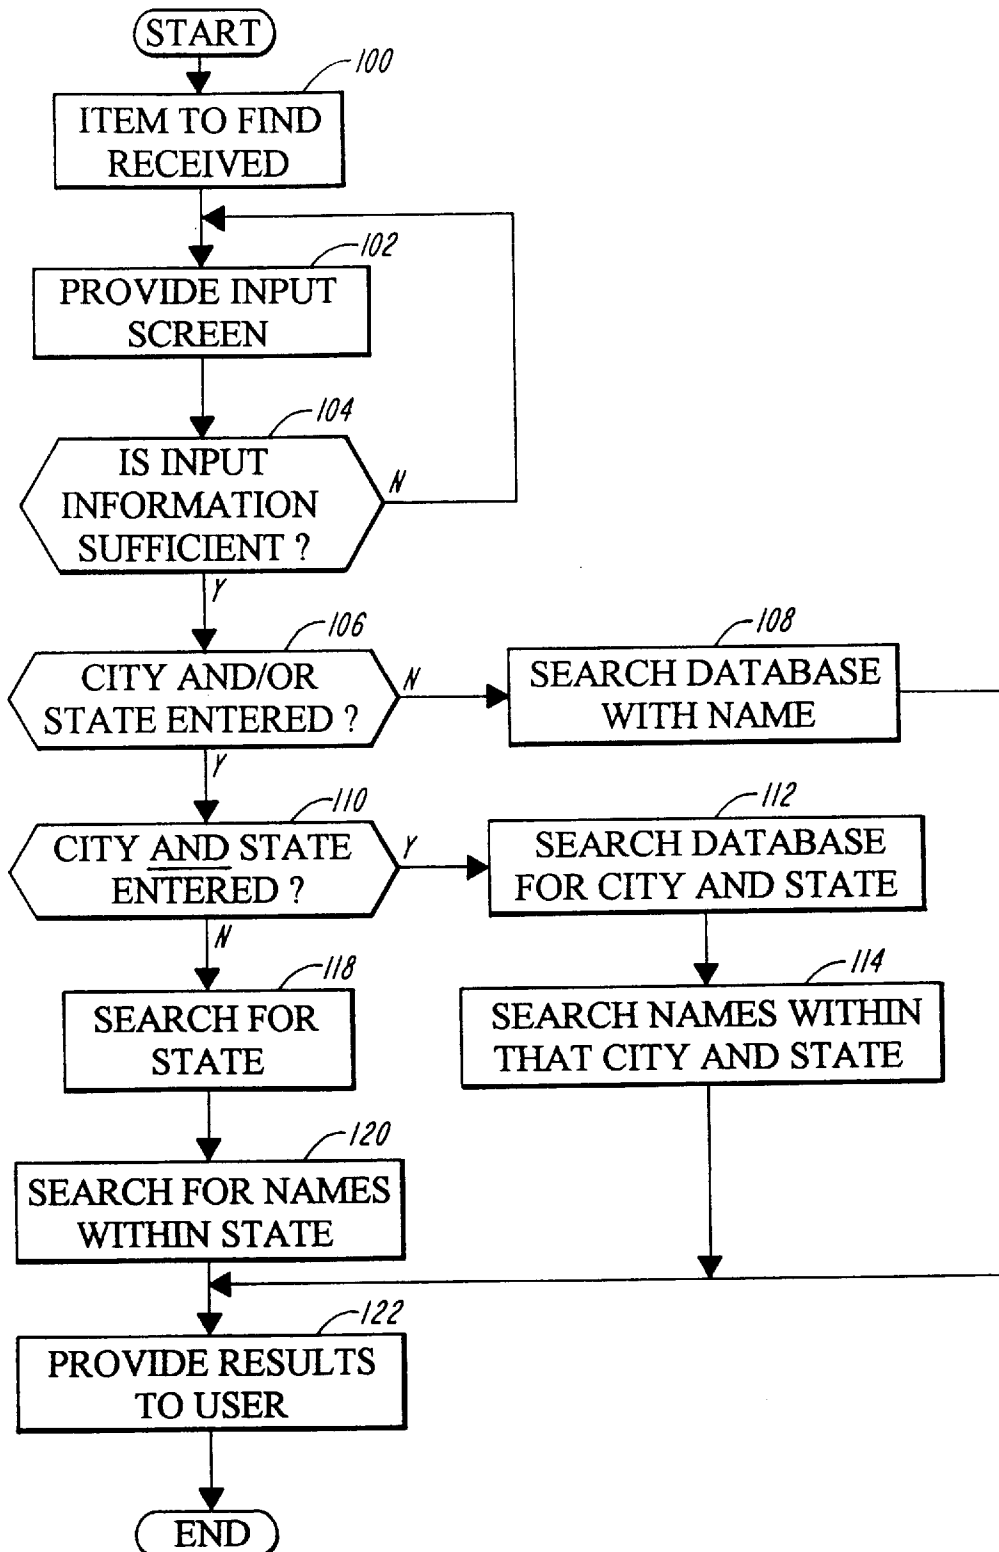 START
100
ITEM TO FIND
RECEIVED
102
PROVIDE INPUT
SCREEN
104
IS INPUT
INFORMATION
SUFFICIENT ?
N
Y
106
CITY AND/OR
STATE ENTERED ?
N
108
SEARCH DATABASE
WITH NAME
Y
110
CITY AND STATE
ENTERED ?
Y
112
SEARCH DATABASE
FOR CITY AND STATE
N
118
SEARCH FOR
STATE
114
SEARCH NAMES WITHIN
THAT CITY AND STATE
120
SEARCH FOR NAMES
WITHIN STATE
122
PROVIDE RESULTS
TO USER
END